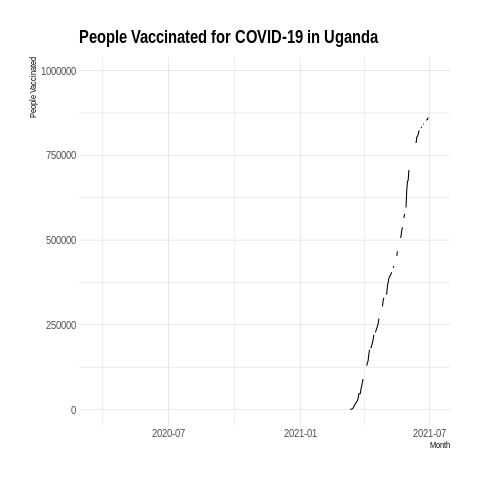 People Vaccinated for COVID-19 in Uganda
People Vaccinated
1000000
750000
500000
250000
0
2020-07
2021-01
2021-07
Month